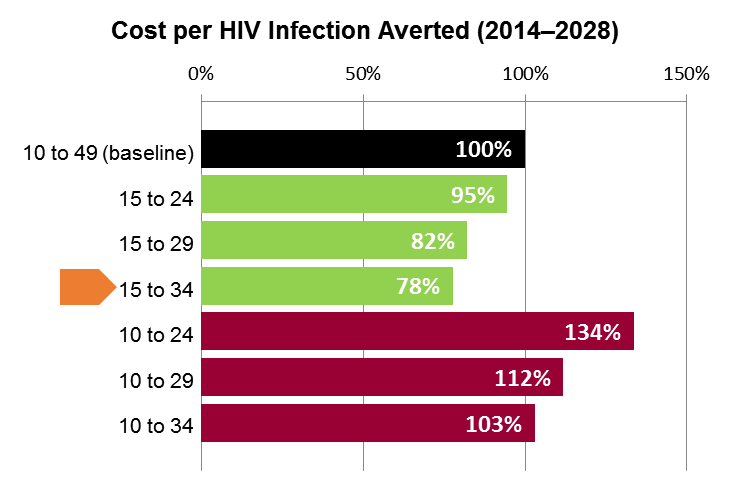 Cost per HIV Infection Averted (2014–2028)
0% 50% 100% 150%
10 to 49 (baseline) 100%
15 to 24 95%
15 to 29 82%
15 to 34 78%
10 to 24 134%
10 to 29 112%
10 to 34 103%